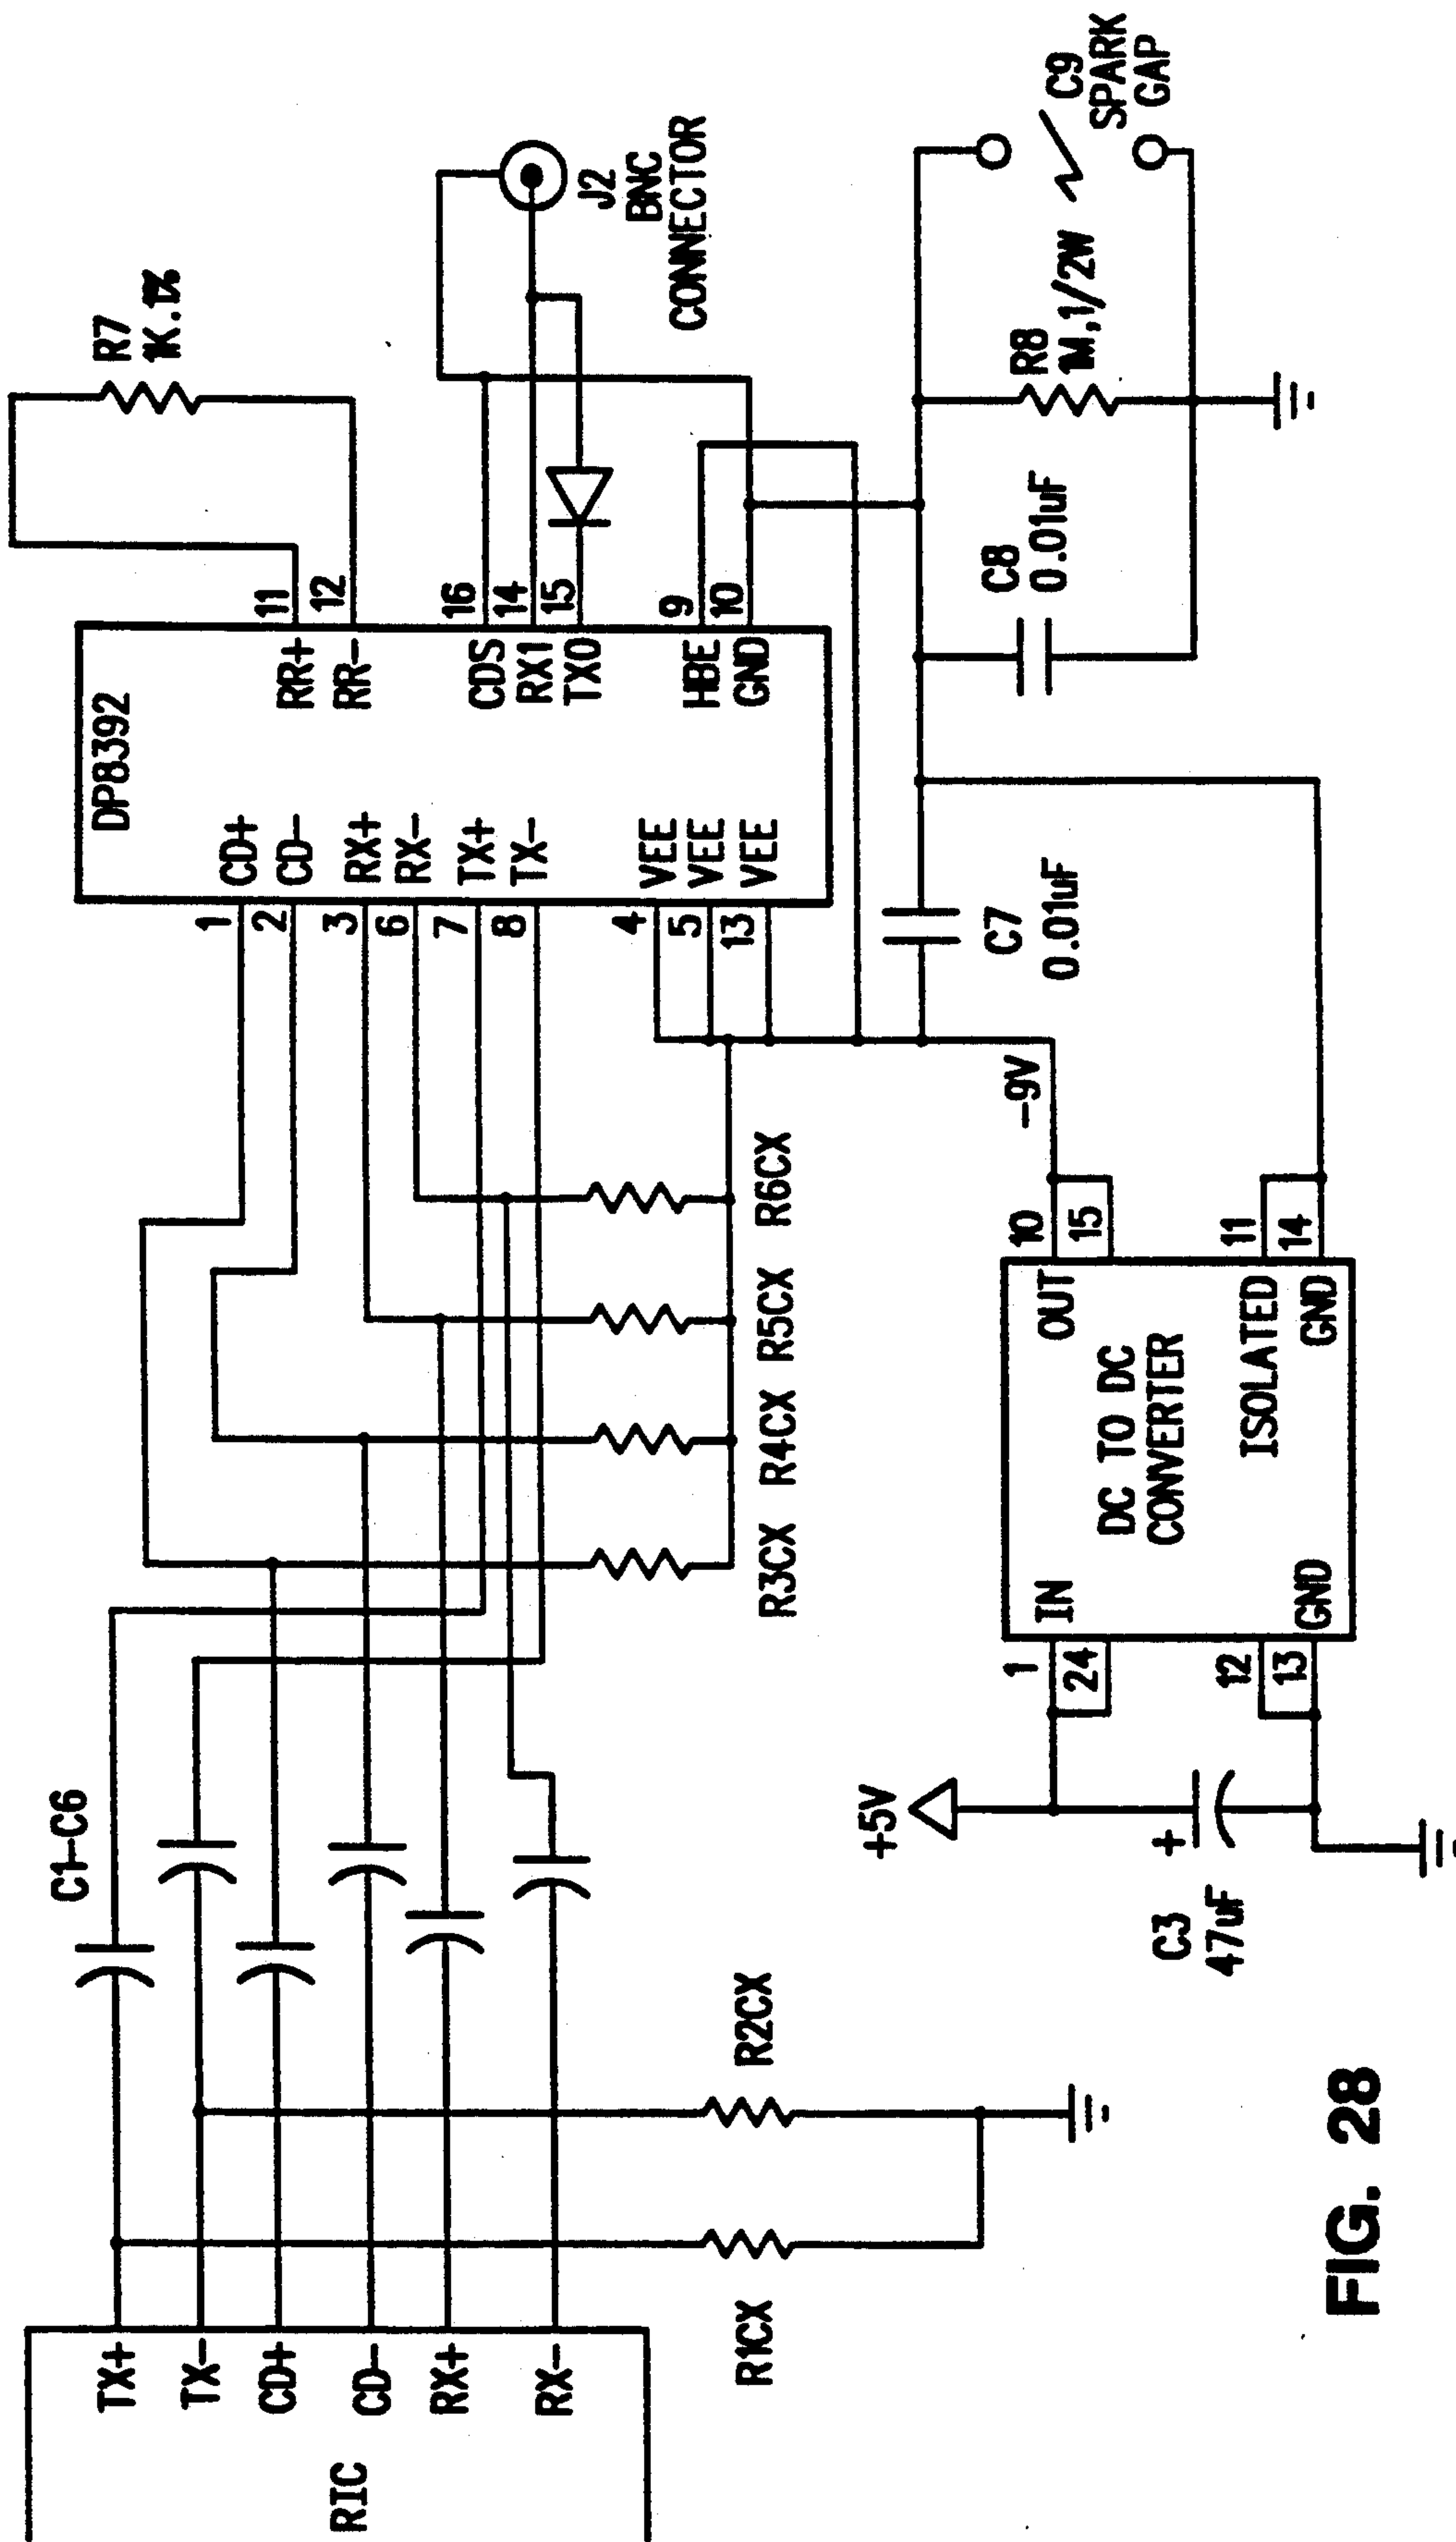 RIC
TX+
TX-
CD+
CD-
RX+
RX-
C1-C6
R1CX
R2CX
R3CX
R4CX
R5CX
R6CX
DP8392
1
CD+
2
CD-
3
RX+
6
RX-
7
TX+
8
TX-
4
VEE
5
VEE
13
VEE
RR+
11
RR-
12
CDS
16
RX1
14
TXO
15
HBE
9
GND
10
R7
1K.1%
J2
BNC
CONNECTOR
+5V
+
C3
47uF
1
24
IN
12
13
GND
DC TO DC
CONVERTER
OUT
10
15
ISOLATED
GND
11
14
-9V
C7
0.01uF
C8
0.01uF
R8
1M,1/2W
C9
SPARK
GAP
FIG. 28